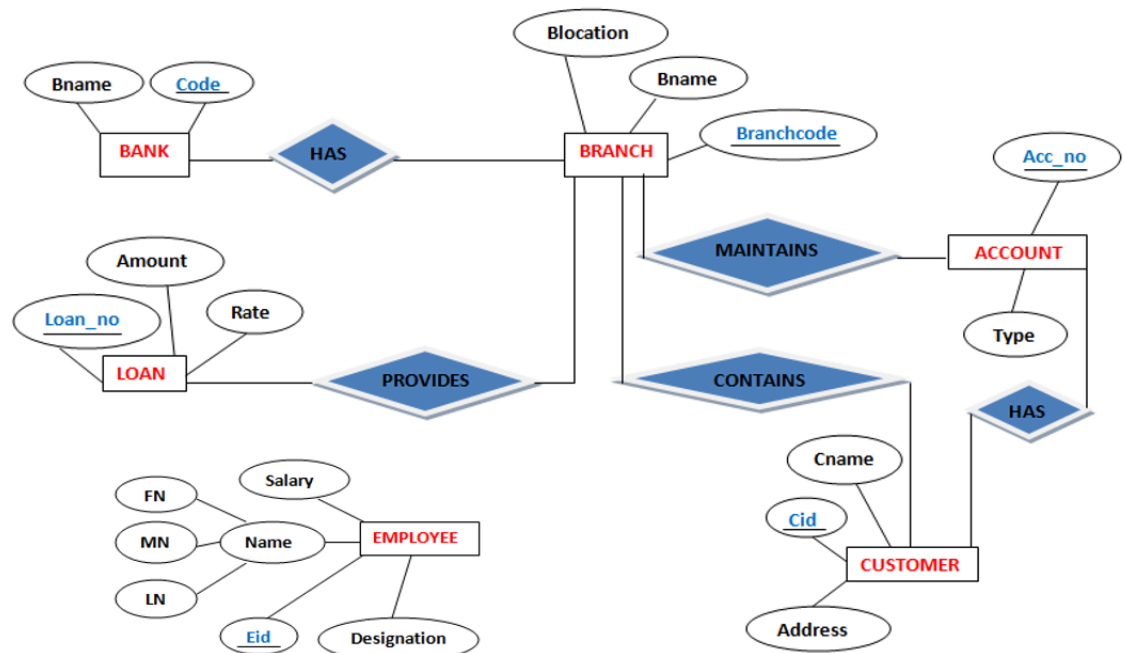 Blocation
Bname
Code
Bname
Branchcode
BANK
HAS
BRANCH
Acc_no
MAINTAINS
ACCOUNT
Amount
Loan_no
Rate
Type
LOAN
PROVIDES
CONTAINS
HAS
Cname
Salary
FN
Cid
MN
Name
EMPLOYEE
CUSTOMER
LN
Eid
Designation
Address